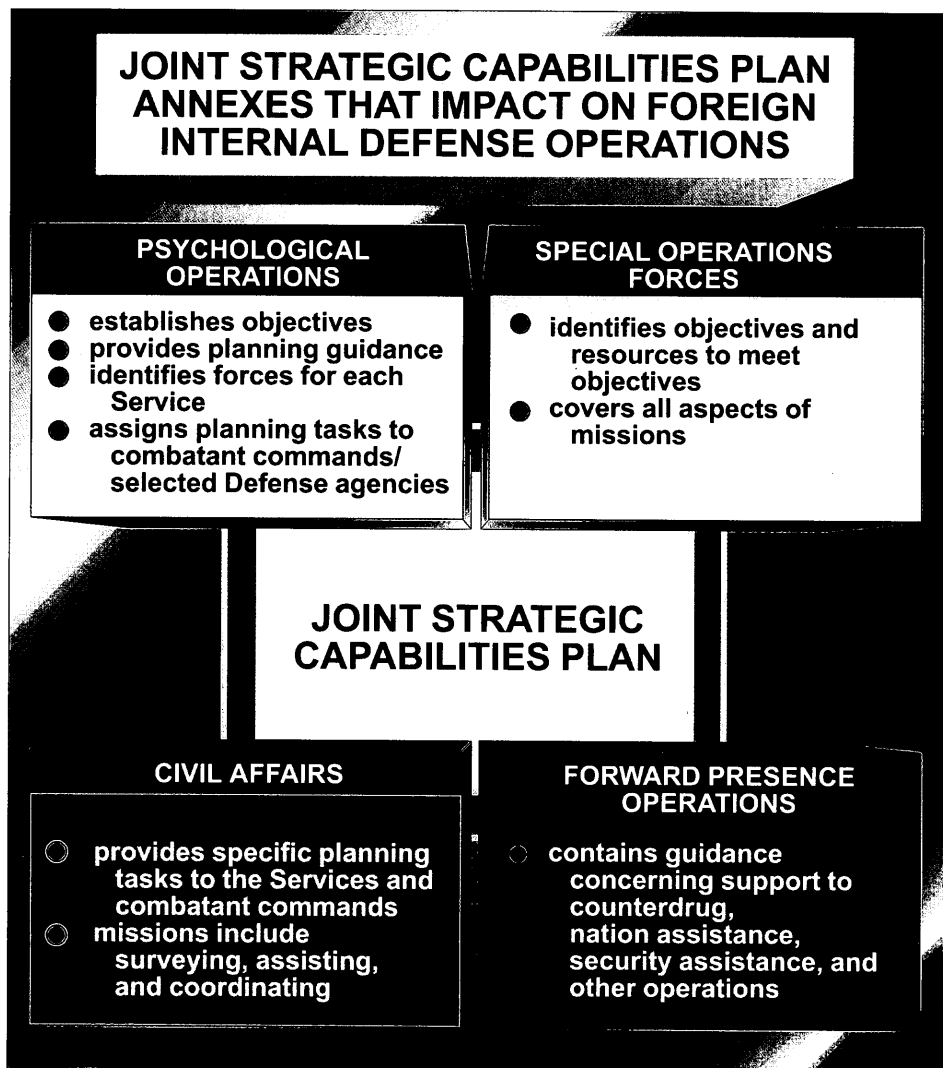 JOINT STRATEGIC CAPABILITIES PLAN
ANNEXES THAT IMPACT ON FOREIGN
INTERNAL DEFENSE OPERATIONS
PSYCHOLOGICAL
OPERATIONS
● establishes objectives
● provides planning guidance
● identifies forces for each
Service
● assigns planning tasks to
combatant commands/
selected Defense agencies
SPECIAL OPERATIONS
FORCES
● identifies objectives and
resources to meet
objectives
● covers all aspects of
missions
JOINT STRATEGIC
CAPABILITIES PLAN
CIVIL AFFAIRS
○ provides specific planning
tasks to the Services and
combatant commands
○ missions include
surveying, assisting,
and coordinating
FORWARD PRESENCE
OPERATIONS
○ contains guidance
concerning support to
counterdrug,
nation assistance,
security assistance, and
other operations